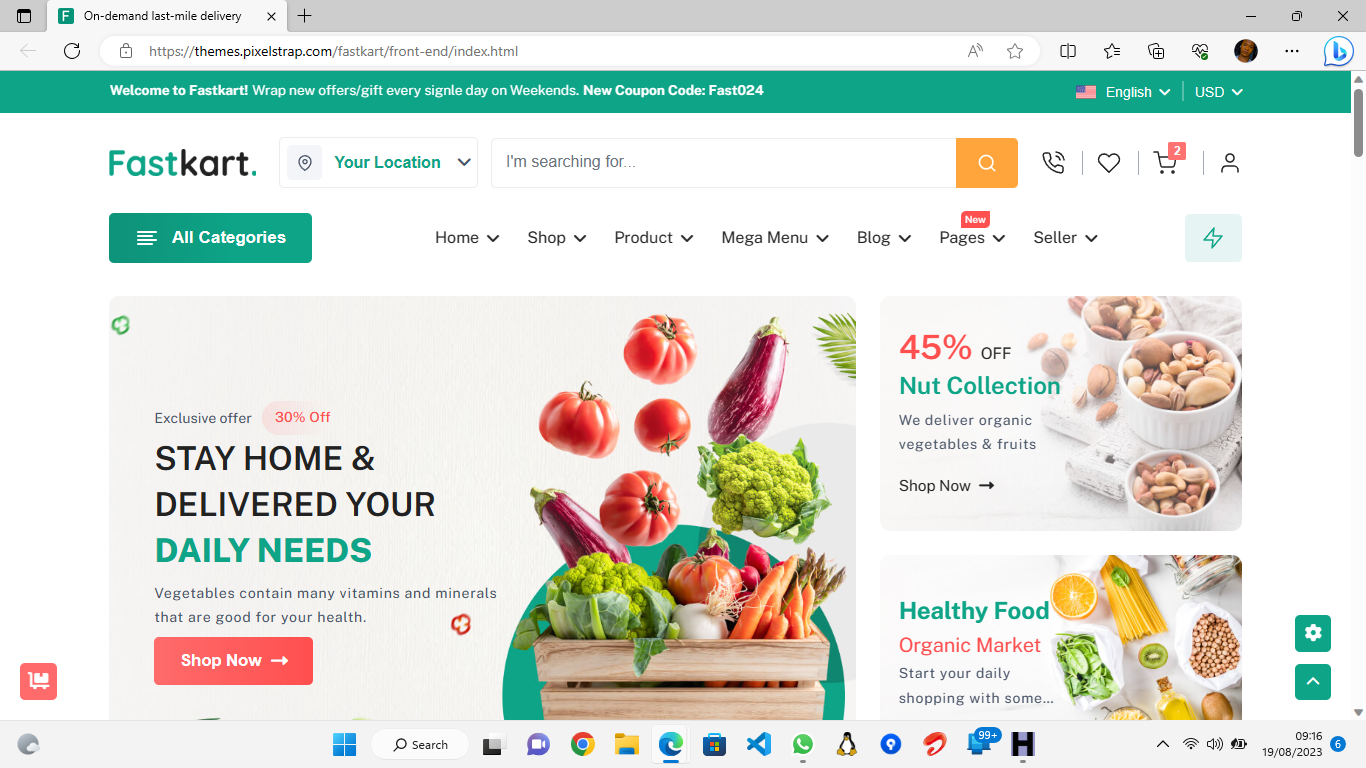 On-demand last-mile delivery
https://themes.pixelstrap.com/fastkart/front-end/index.html
Welcome to Fastkart! Wrap new offers/gift every signle day on Weekends. New Coupon Code: Fast024
English
USD
Fastkart.
Your Location
I'm searching for...
2
All Categories
Home
Shop
Product
Mega Menu
Blog
Pages
New
Seller
Exclusive offer 30% Off
STAY HOME &
DELIVERED YOUR
DAILY NEEDS
Vegetables contain many vitamins and minerals
that are good for your health.
Shop Now
45% OFF
Nut Collection
We deliver organic
vegetables & fruits
Shop Now
Healthy Food
Organic Market
Start your daily
shopping with some...
Search
99+
09:16
19/08/2023
6